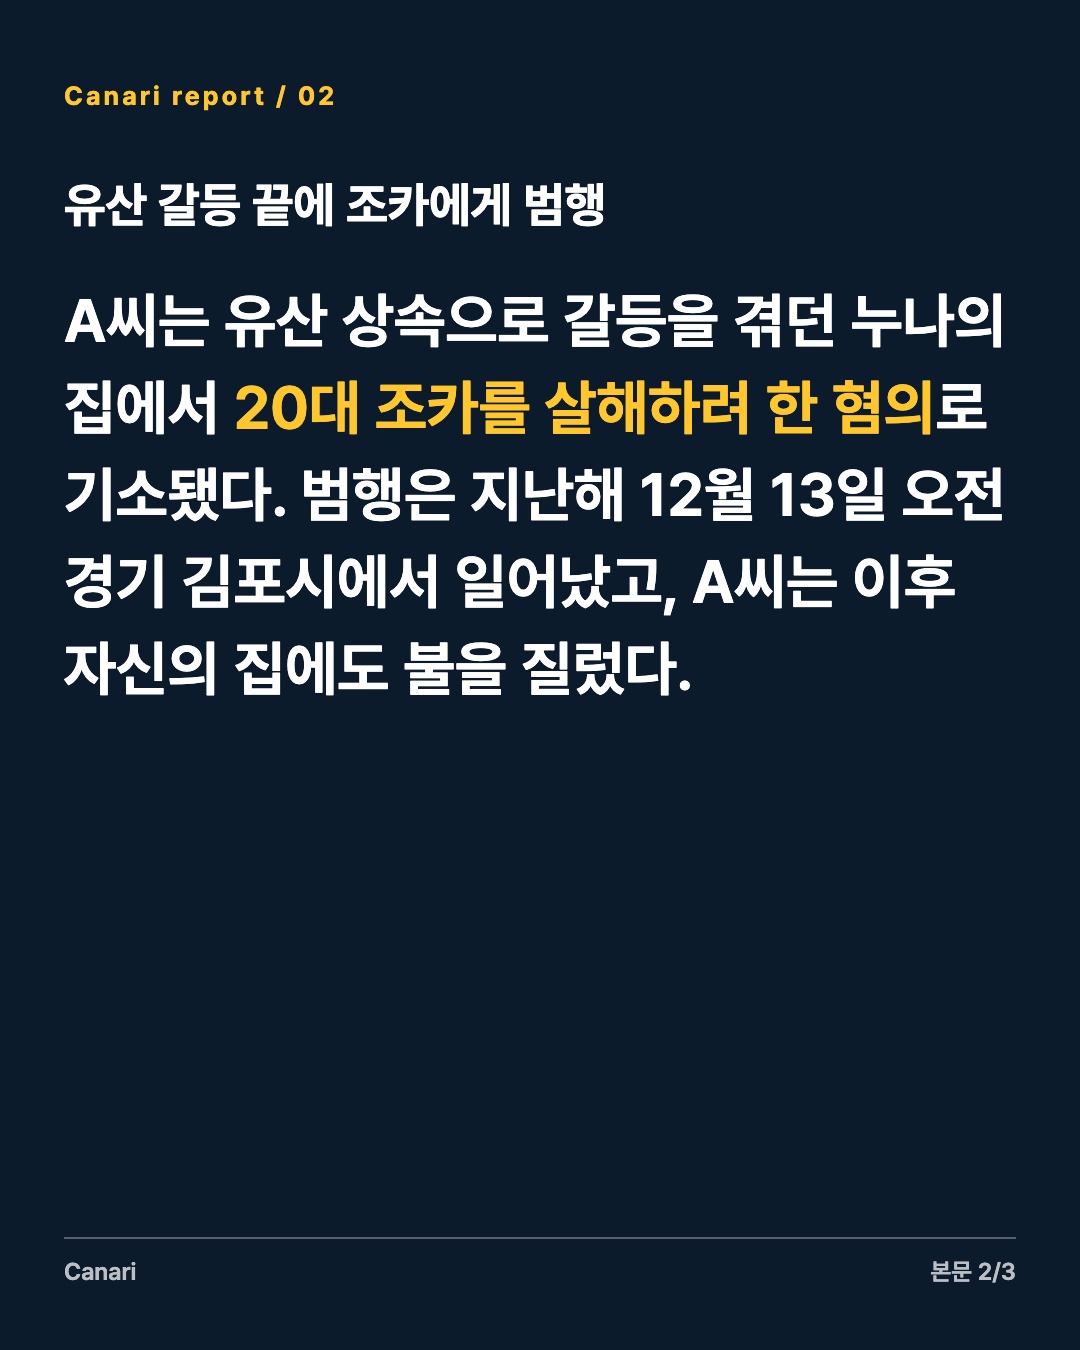 Canari report / 02
유산 갈등 끝에 조카에게 범행
A씨는 유산 상속으로 갈등을 겪던 누나의
집에서 20대 조카를 살해하려 한 혐의로
기소됐다. 범행은 지난해 12월 13일 오전
경기 김포시에서 일어났고, A씨는 이후
자신의 집에도 불을 질렀다.
Canari
본문 2/3